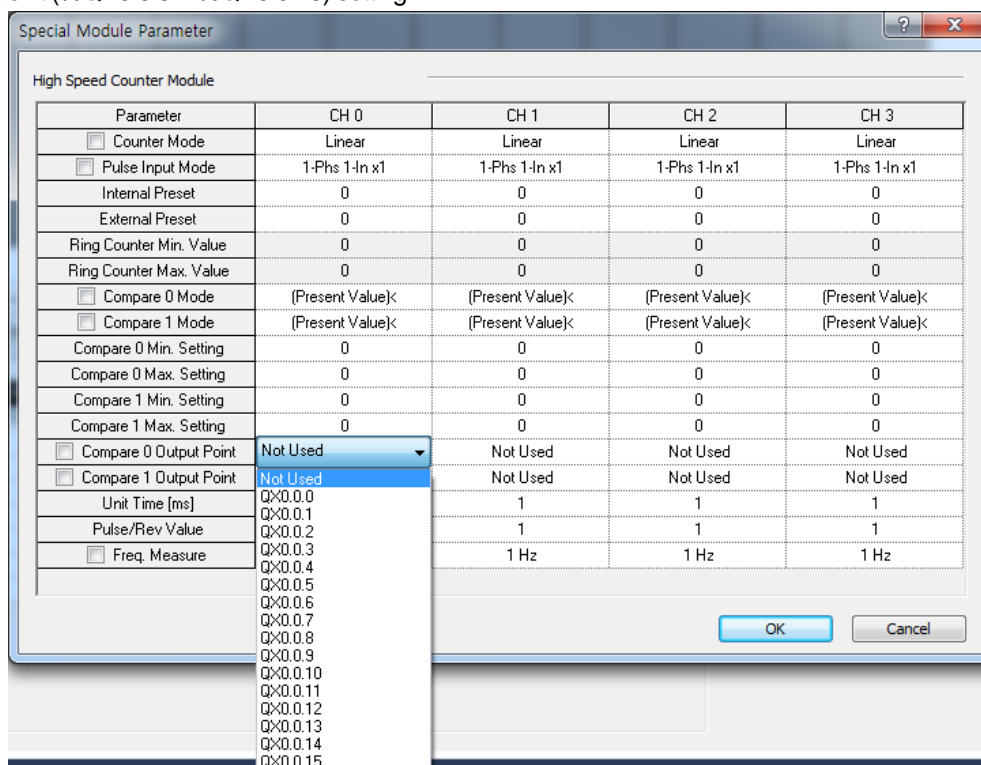 Special Module Parameter
High Speed Counter Module
Parameter CH 0 CH 1 CH 2 CH 3
Counter Mode Linear Linear Linear Linear
Pulse Input Mode 1-Phs 1-In x1 1-Phs 1-In x1 1-Phs 1-In x1 1-Phs 1-In x1
Internal Preset 0 0 0 0
External Preset 0 0 0 0
Ring Counter Min. Value 0 0 0 0
Ring Counter Max. Value 0 0 0 0
Compare 0 Mode (Present Value)< (Present Value)< (Present Value)< (Present Value)<
Compare 1 Mode (Present Value)< (Present Value)< (Present Value)< (Present Value)<
Compare 0 Min. Setting 0 0 0 0
Compare 0 Max. Setting 0 0 0 0
Compare 1 Min. Setting 0 0 0 0
Compare 1 Max. Setting 0 0 0 0
Compare 0 Output Point Not Used Not Used Not Used Not Used
Compare 1 Output Point Not Used Not Used Not Used Not Used
Unit Time [ms] 1 1 1
Pulse/Rev Value 1 1 1
Freq. Measure 1 Hz 1 Hz 1 Hz
QX0.0.0
QX0.0.1
QX0.0.2
QX0.0.3
QX0.0.4
QX0.0.5
QX0.0.6
QX0.0.7
QX0.0.8
QX0.0.9
QX0.0.10
QX0.0.11
QX0.0.12
QX0.0.13
QX0.0.14
QX0.0.15
OK Cancel